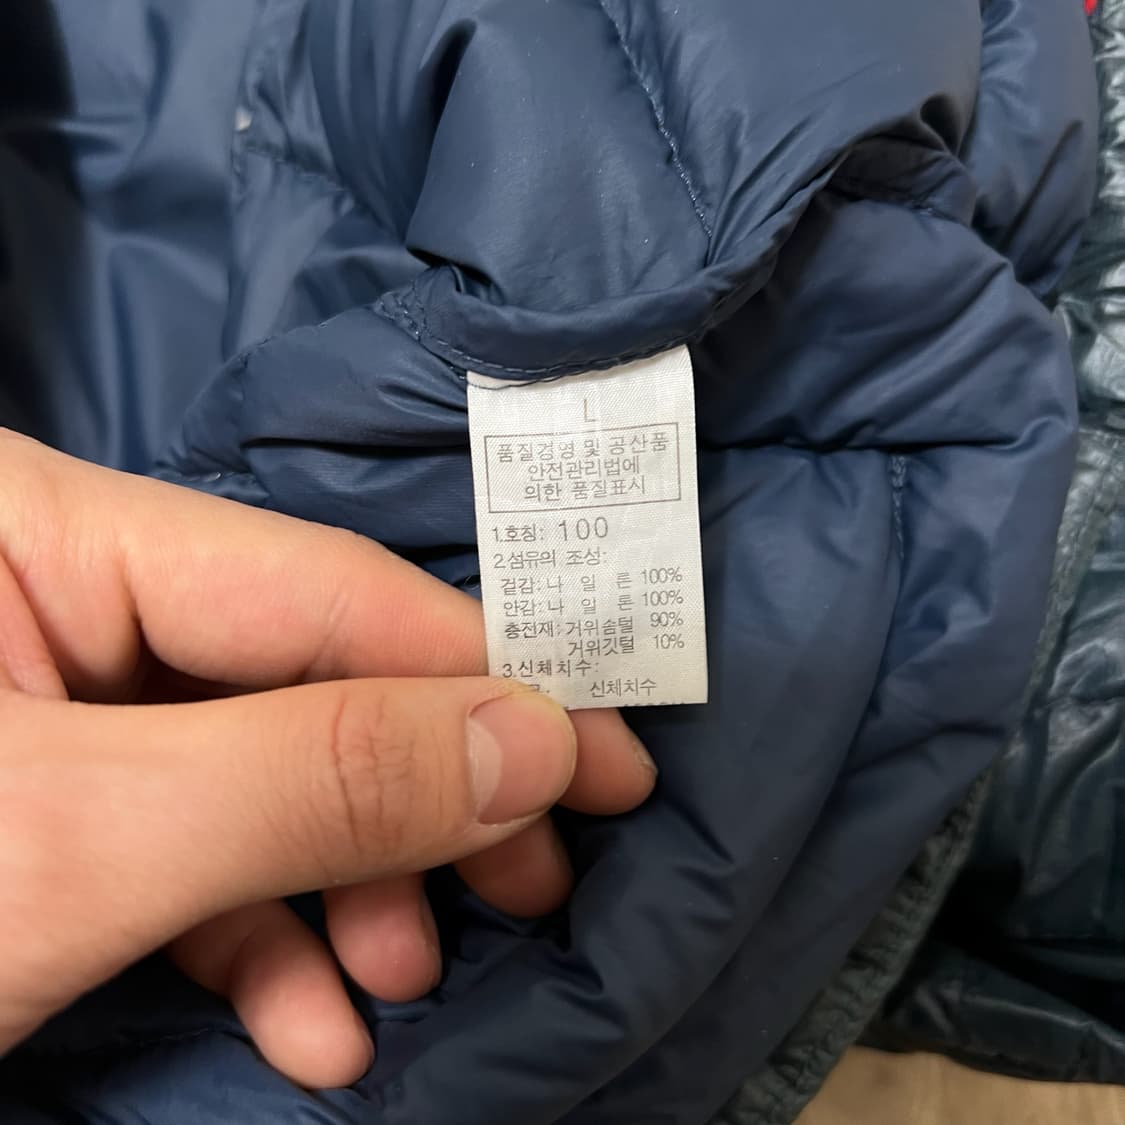 L
품질경영 및 공산품
안전관리법에
의한 품질표시
1.호칭: 100
2.섬유의 조성:
겉감: 나 일 론 100%
안감: 나 일 론 100%
충전재: 거위솜털 90%
거위깃털 10%
3.신체치수:
신체치수